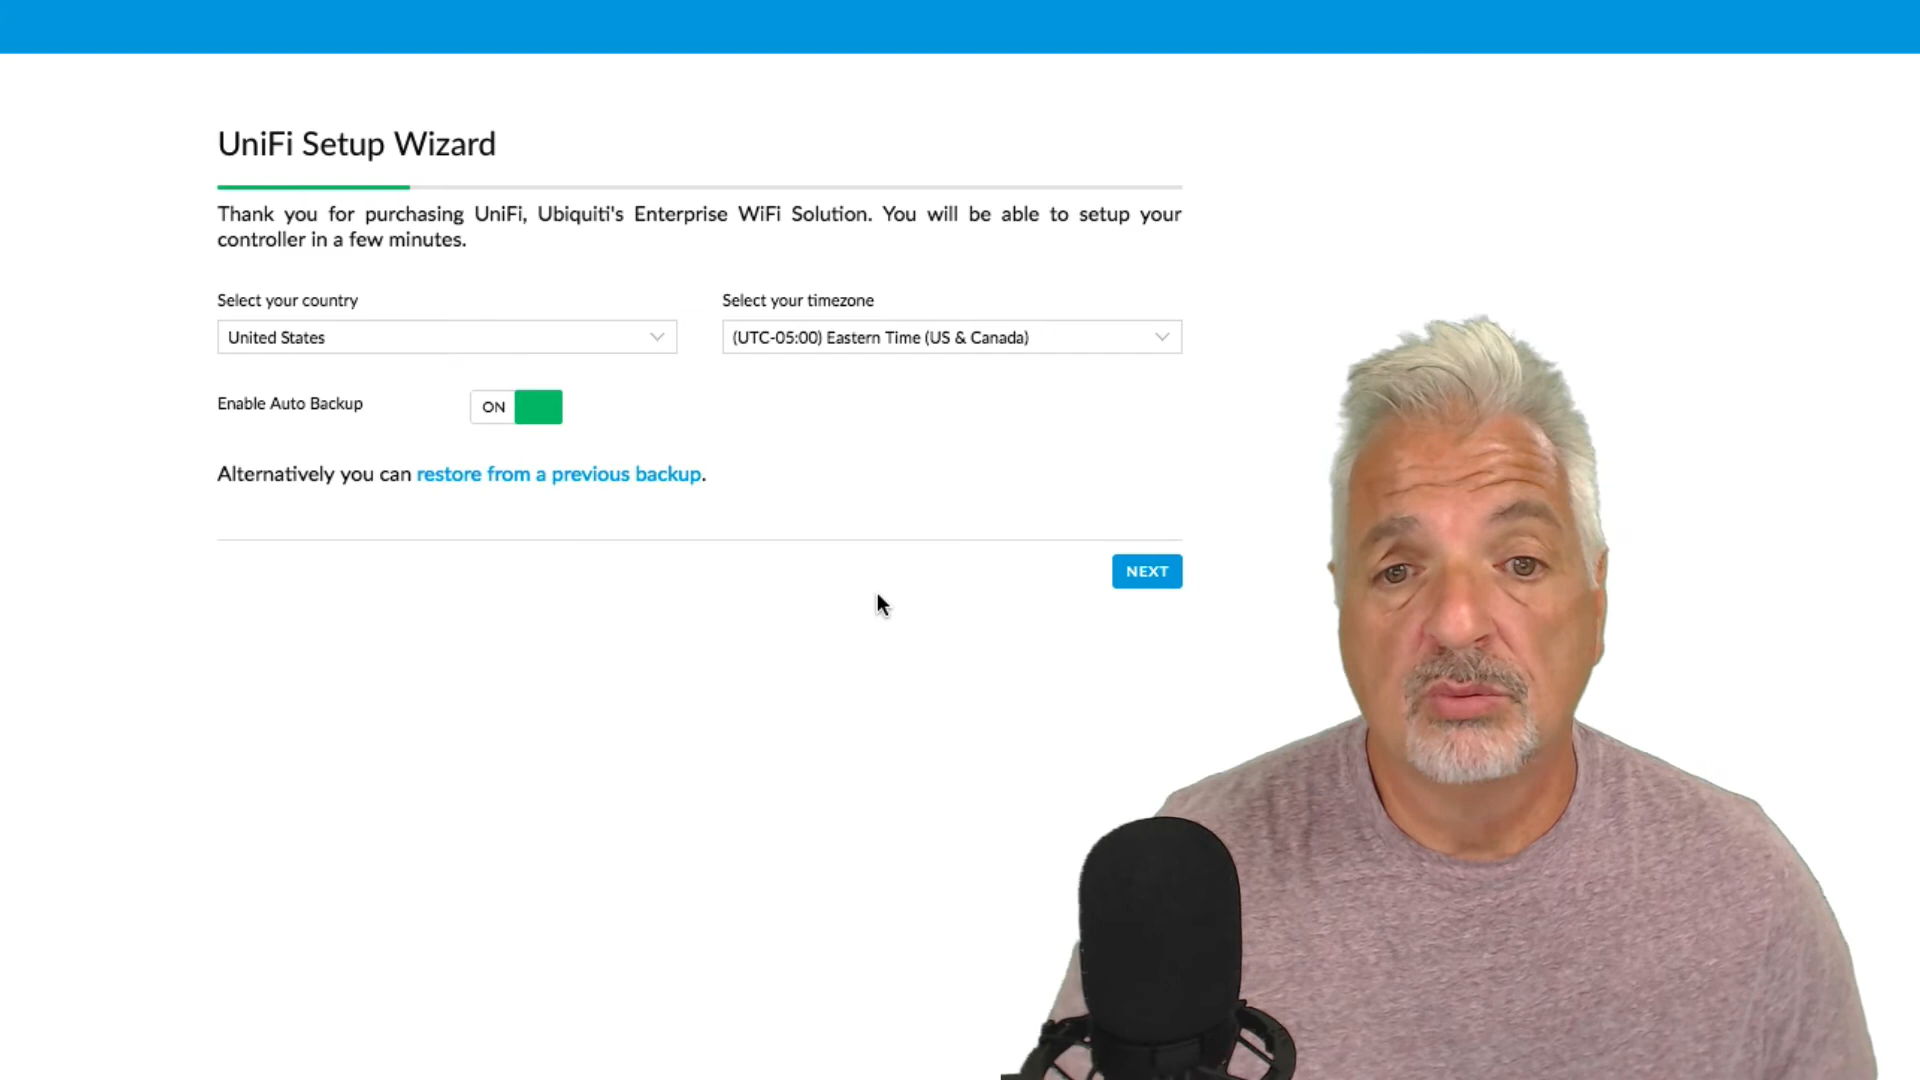 UniFi Setup Wizard
Thank you for purchasing UniFi, Ubiquiti's Enterprise WiFi Solution. You will be able to setup your
controller in a few minutes.
Select your country
Select your timezone
United States
(UTC-05:00) Eastern Time (US & Canada)
Enable Auto Backup
ON
Alternatively you can restore from a previous backup.
NEXT